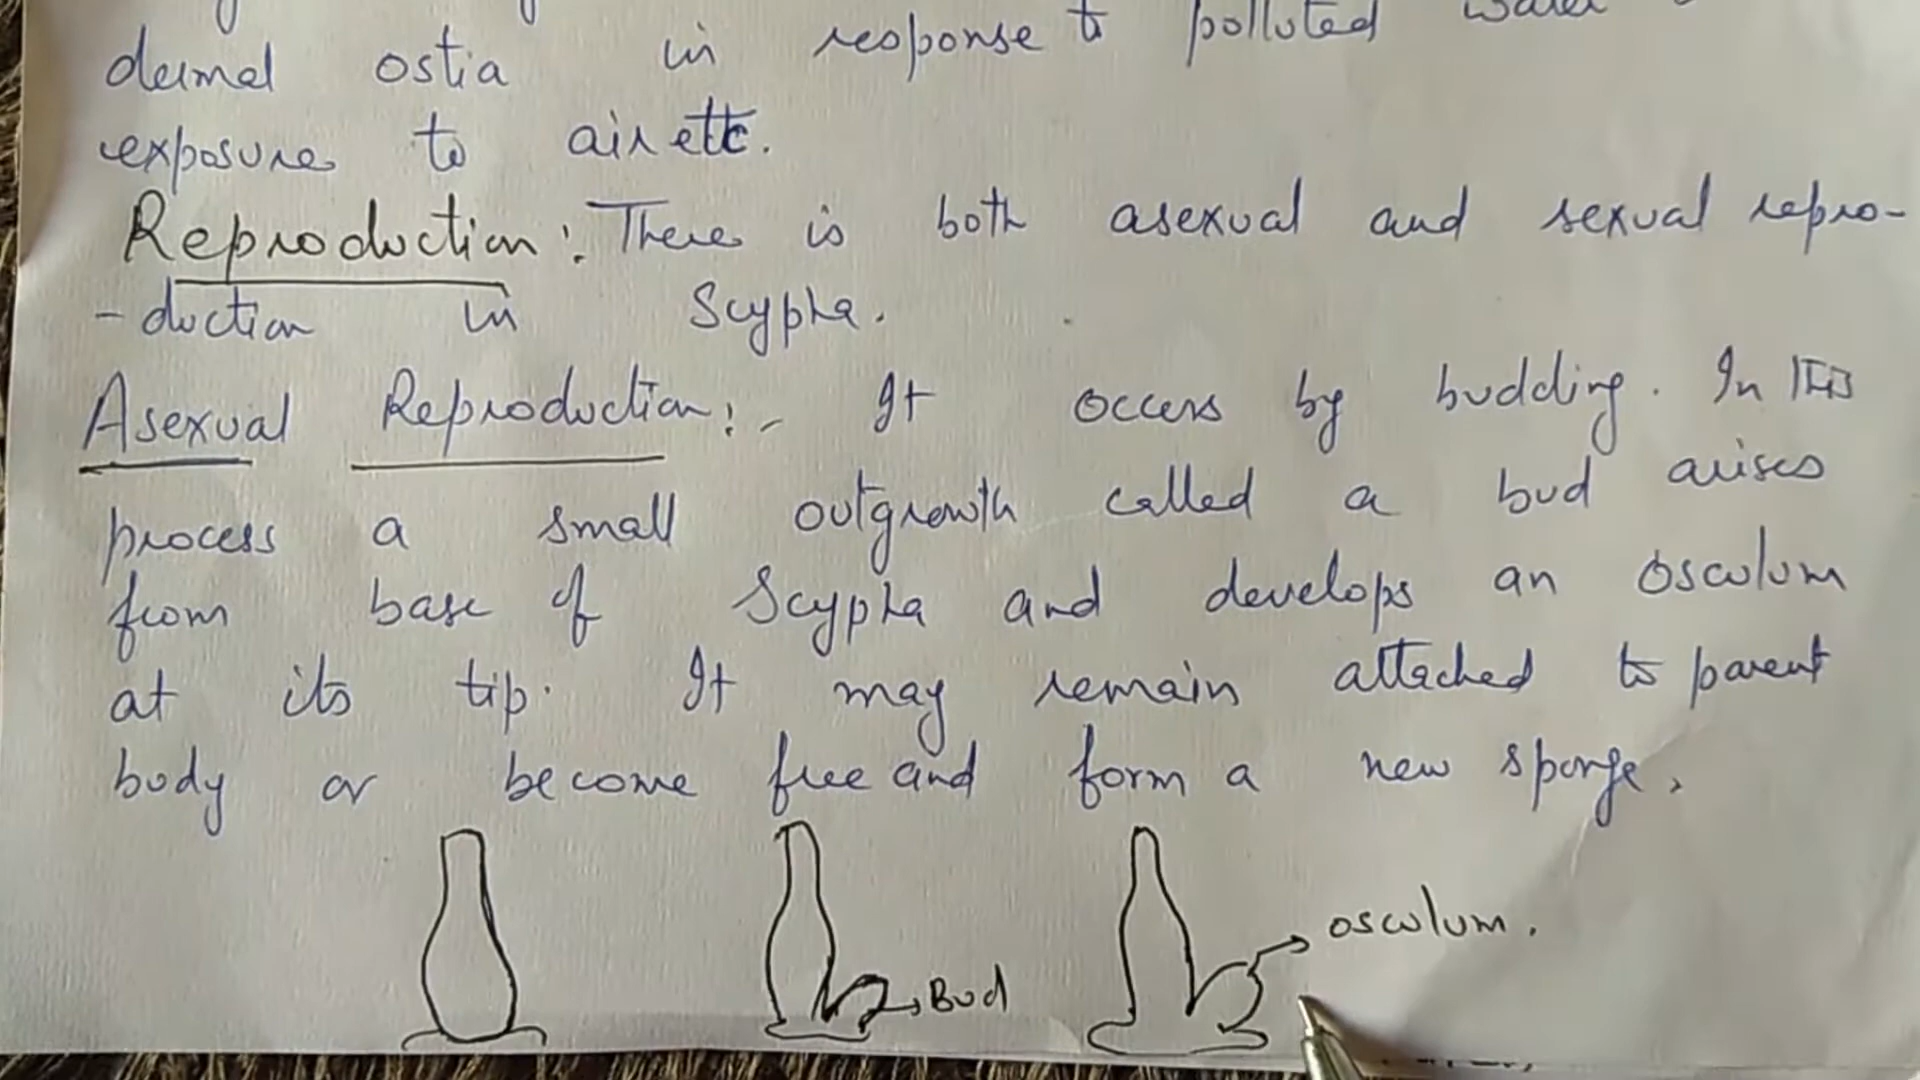 dermal ostia in response to polluted water
exposure to air etc.
Reproduction: There is both asexual and sexual repro-
-duction in Scypha.
Asexual Reproduction:- It occurs by budding. In this
process a small outgrowth called a bud arises
from base of Scypha and develops an osculum
at its tip. It may remain attached to parent
body or become free and form a new sponge.
osculum.
Bud